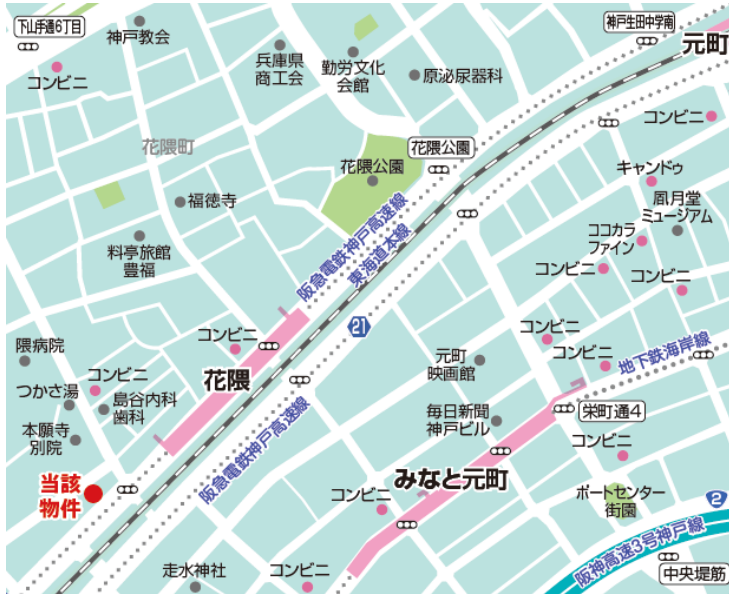 下山手通6丁目
神戸教会
コンビニ
兵庫県
商工会
勤労文化
会館
原泌尿器科
神戸生田中学南
元町
コンビニ
花隈町
花隈公園
花隈公園
キャンドゥ
凮月堂
ミュージアム
福徳寺
ココカラ
ファイン
料亭旅館
豊福
阪急電鉄神戸高速線
東海道本線
コンビニ
コンビニ
21
コンビニ
コンビニ
コンビニ
地下鉄海岸線
隈病院
花隈
元町
映画館
つかさ湯
コンビニ
島谷内科
歯科
毎日新聞
神戸ビル
栄町通4
本願寺
別院
阪急電鉄神戸高速線
コンビニ
当該
物件
みなと元町
コンビニ
ポートセンター
街園
2
阪神高速3号神戸線
走水神社
コンビニ
中央堤筋